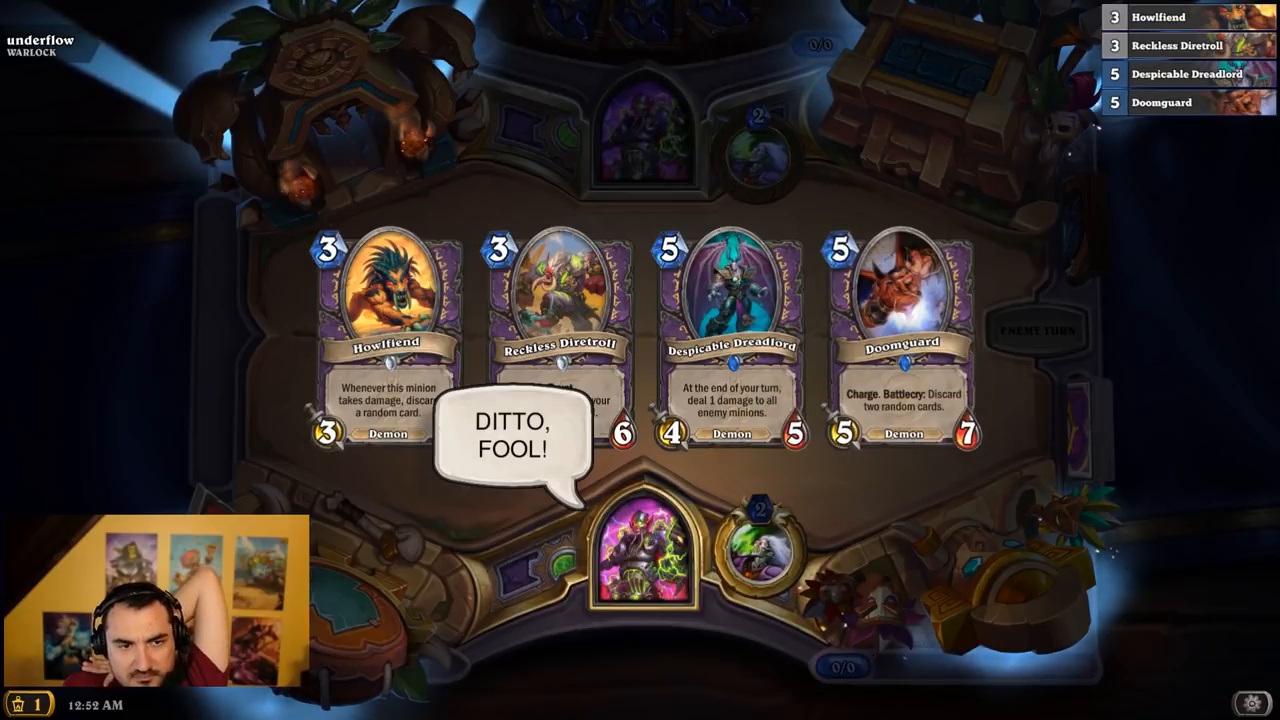 underflow
WARLOCK
0/0
3 Howlfiend
3 Reckless Diretroll
5 Despicable Dreadlord
5 Doomguard
2
3
3
5
5
Howlfiend
Reckless Diretroll
Despicable Dreadlord
Doomguard
ENEMY TURN
Whenever this minion
takes damage, discar
a random card.
your
At the end of your turn,
deal 1 damage to all
enemy minions.
Charge. Battlecry: Discard
two random cards.
3
Demon
6
4
Demon
5
5
Demon
7
DITTO,
FOOL!
2
0/0
1
12:52 AM